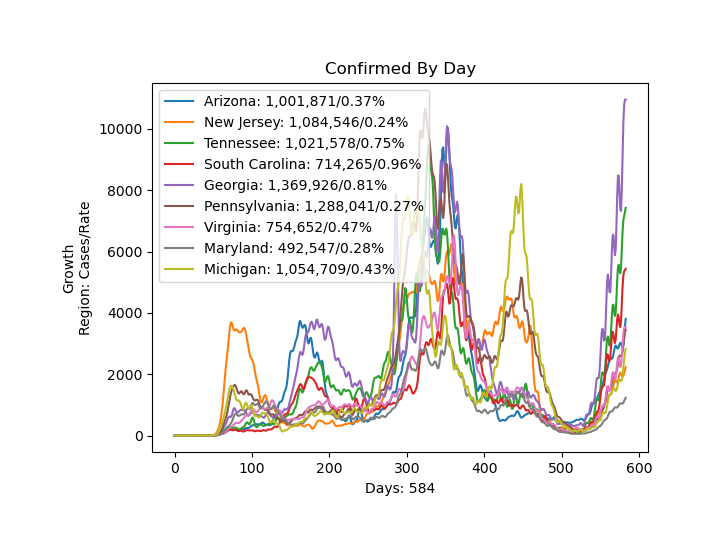 Confirmed By Day
Growth
Region: Cases/Rate
10000
8000
6000
4000
2000
0
Arizona: 1,001,871/0.37%
New Jersey: 1,084,546/0.24%
Tennessee: 1,021,578/0.75%
South Carolina: 714,265/0.96%
Georgia: 1,369,926/0.81%
Pennsylvania: 1,288,041/0.27%
Virginia: 754,652/0.47%
Maryland: 492,547/0.28%
Michigan: 1,054,709/0.43%
0 100 200 300 400 500 600
Days: 584